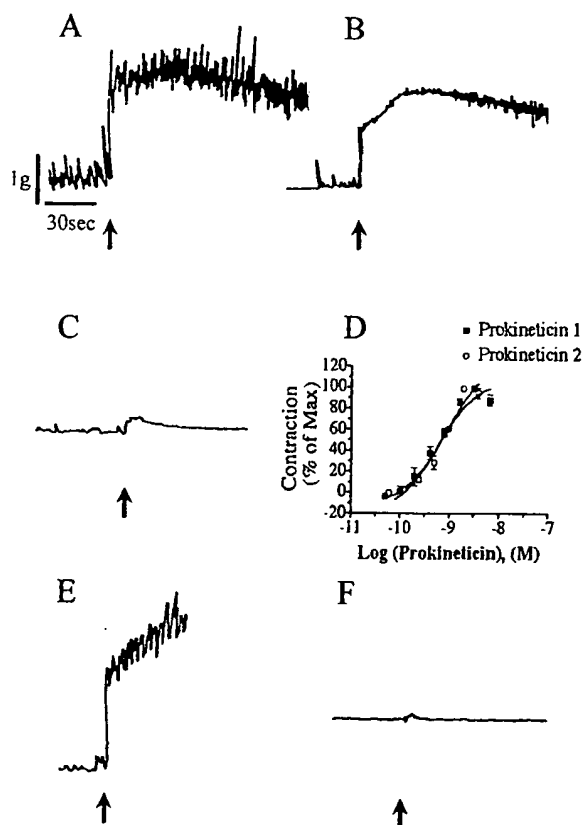 A
B
1g
30sec
C
D
■ Prokineticin 1
○ Prokineticin 2
Contraction
(% of Max)
120
100
80
60
40
20
0
-20
-11
-10
-9
-8
-7
Log (Prokineticin), (M)
E
F